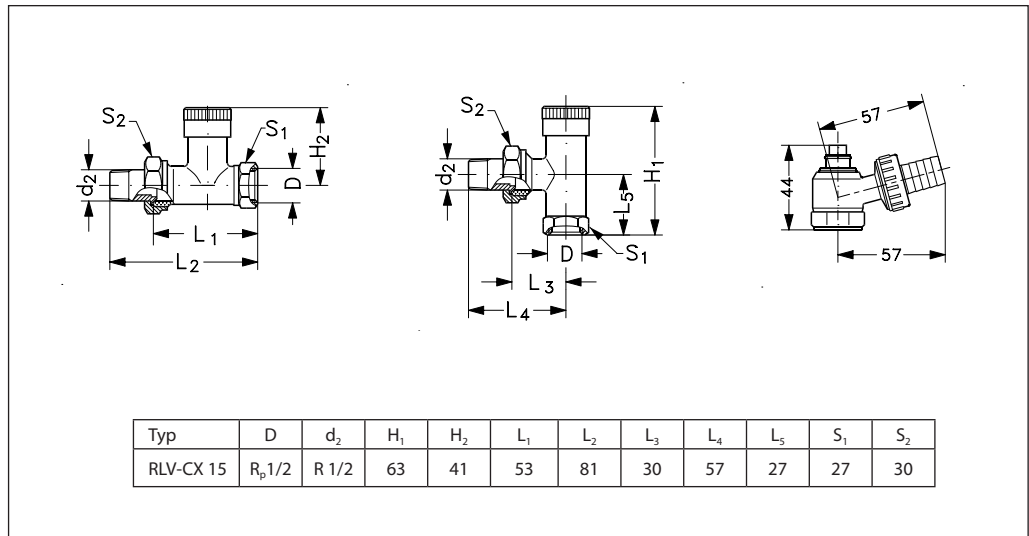 S₂
S₁
H₂
d₂
D
L₁
L₂
S₂
H₁
d₂
L₅
D
S₁
L₃
L₄
57
44
57
Typ D d₂ H₁ H₂ L₁ L₂ L₃ L₄ L₅ S₁ S₂
RLV-CX 15 Rₚ1/2 R 1/2 63 41 53 81 30 57 27 27 30